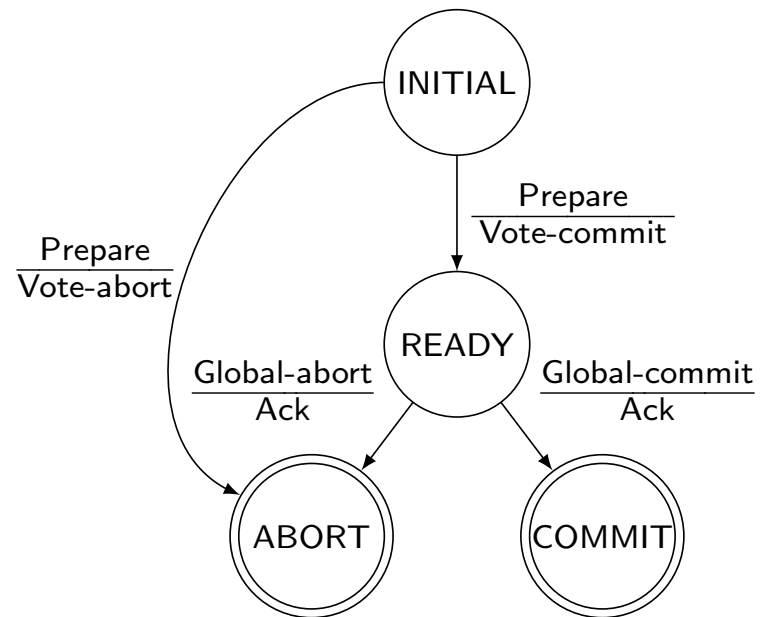 INITIAL
Prepare
Vote-commit
Prepare
Vote-abort
READY
Global-abort
Ack
Global-commit
Ack
ABORT
COMMIT